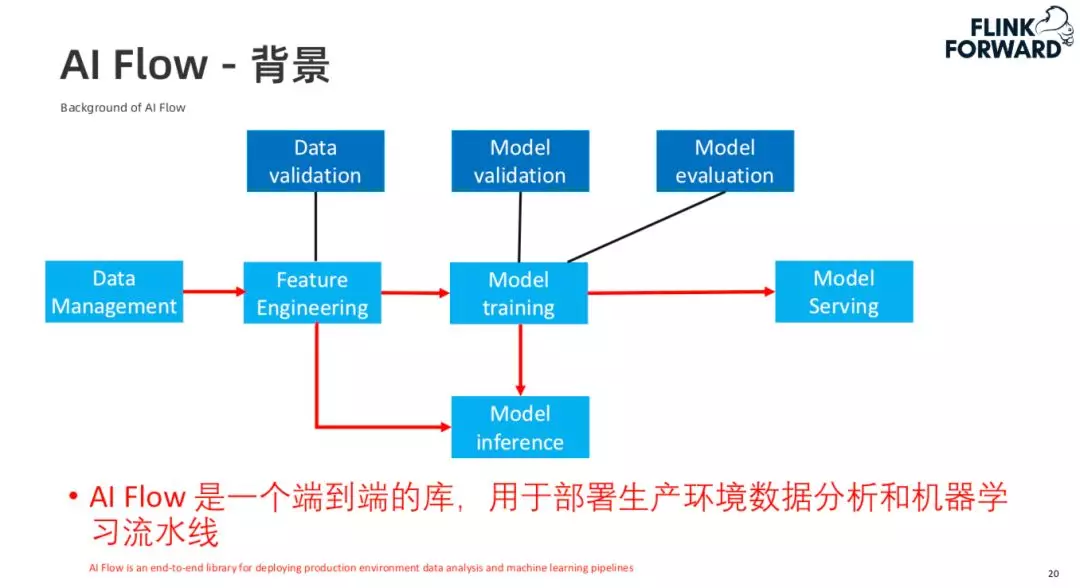 FLINK
FORWARD
AI Flow - 背景
Background of AI Flow
Data
validation
Model
validation
Model
evaluation
Data
Management
Feature
Engineering
Model
training
Model
Serving
Model
inference
• AI Flow 是一个端到端的库，用于部署生产环境数据分析和机器学
习流水线
AI Flow is an end-to-end library for deploying production environment data analysis and machine learning pipelines
20